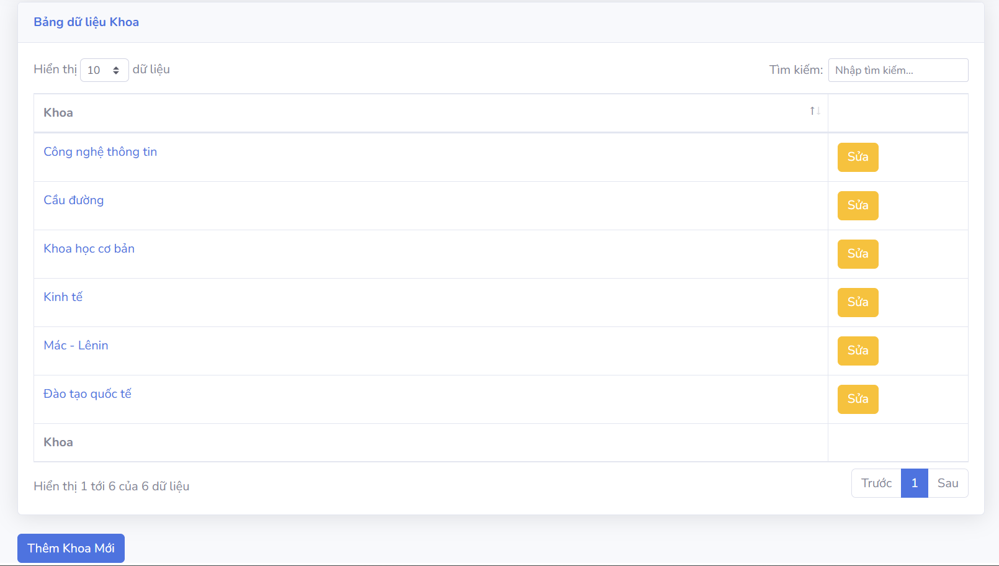 Bảng dữ liệu Khoa
Hiển thị 10 dữ liệu
Tìm kiếm: Nhập tìm kiếm...
Khoa
Công nghệ thông tin Sửa
Cầu đường Sửa
Khoa học cơ bản Sửa
Kinh tế Sửa
Mác - Lênin Sửa
Đào tạo quốc tế Sửa
Khoa
Hiển thị 1 tới 6 của 6 dữ liệu
Trước 1 Sau
Thêm Khoa Mới